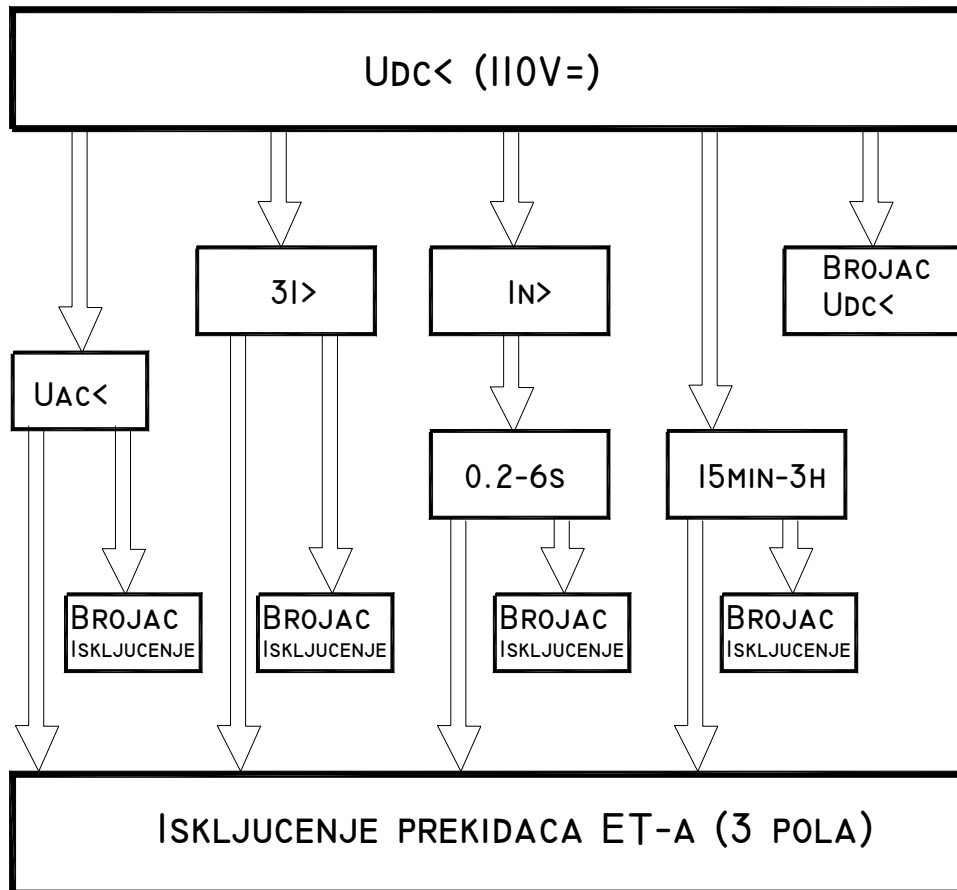 UDC< (110V=)
3I>
IN>
BROJAC
UDC<
UAC<
0.2-6S
15MIN-3H
BROJAC
ISKLJUCENJE
BROJAC
ISKLJUCENJE
BROJAC
ISKLJUCENJE
BROJAC
ISKLJUCENJE
ISKLJUCENJE PREKIDACA ET-A (3 POLA)